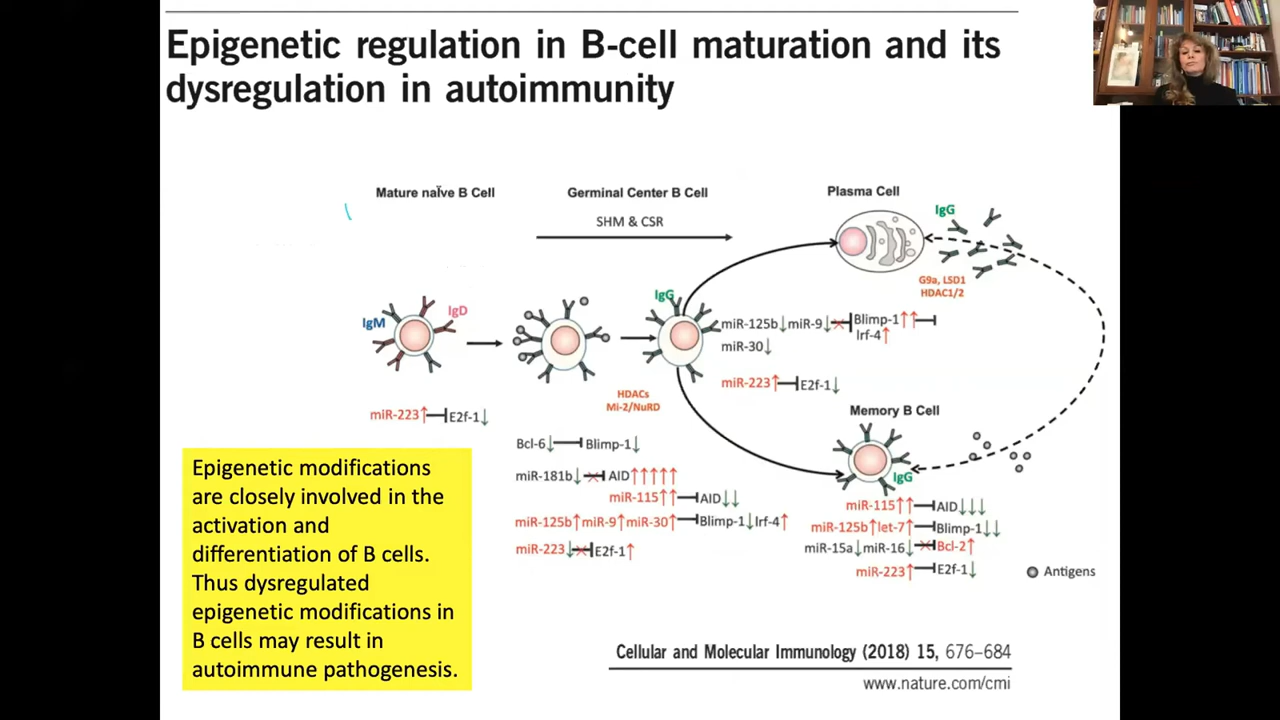 Epigenetic regulation in B-cell maturation and its
dysregulation in autoimmunity
Mature naÏve B Cell
Germinal Center B Cell
Plasma Cell
SHM & CSR
IgG
G9a, LSD1
HDAC1/2
IgM
IgD
IgG
miR-125b↓miR-9↓ Blimp-1↑↑
Irf-4↑
miR-30↓
miR-223↑ E2f-1↓
HDACs
Mi-2/NuRD
miR-223↑ E2f-1↓
Memory B Cell
IgG
Bcl-6↓ Blimp-1↓
miR-181b↓ AID↑↑↑↑↑
miR-115↑↑ AID↓↓
miR-125b↑miR-9↑miR-30↑ Blimp-1↓Irf-4↑
miR-223↓ E2f-1↑
miR-115↑↑ AID↓↓↓
miR-125b↑let-7↑ Blimp-1↓↓
miR-15a↓miR-16↓ Bcl-2↑
miR-223↑ E2f-1↓
Antigens
Epigenetic modifications
are closely involved in the
activation and
differentiation of B cells.
Thus dysregulated
epigenetic modifications in
B cells may result in
autoimmune pathogenesis.
Cellular and Molecular Immunology (2018) 15, 676–684
www.nature.com/cmi